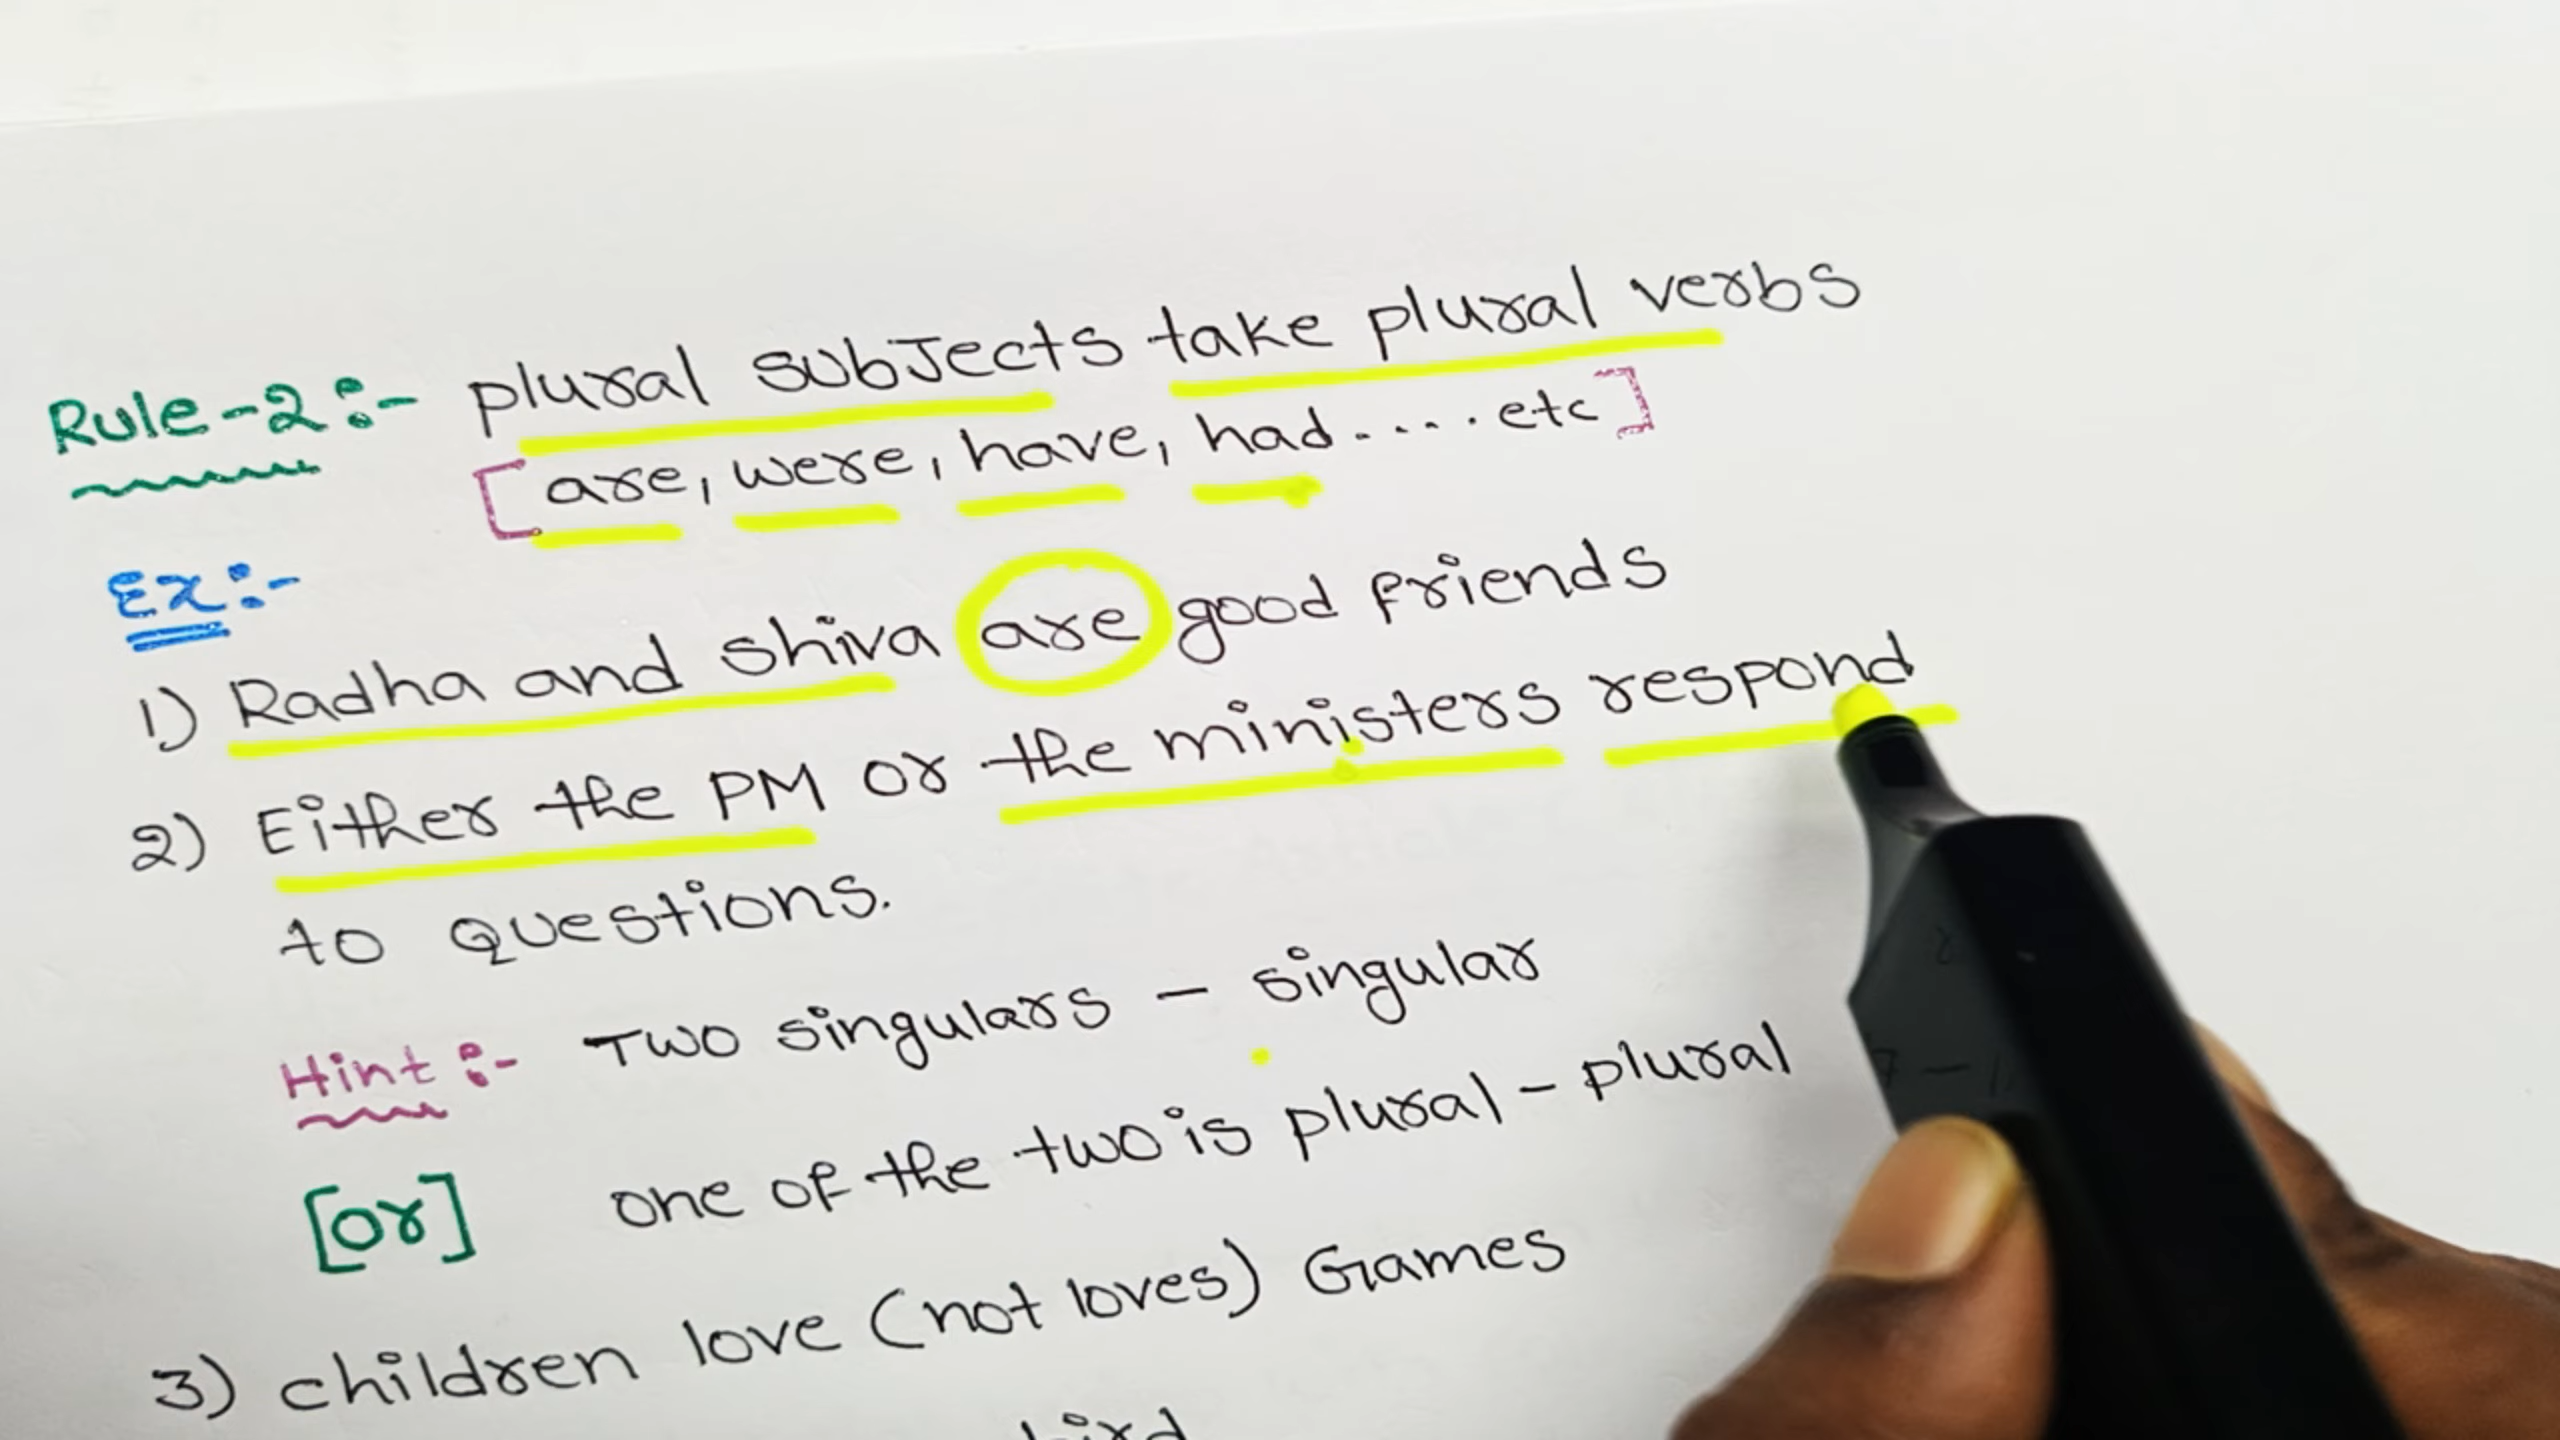 Rule-2:- plural subjects take plural verbs
[are, were, have, had.....etc]
Ex:-
1) Radha and Shiva are good friends
2) Either the PM or the ministers respond
to questions.
Hint:- Two singulars - singular
[or] one of the two is plural - plural
3) children love (not loves) Games